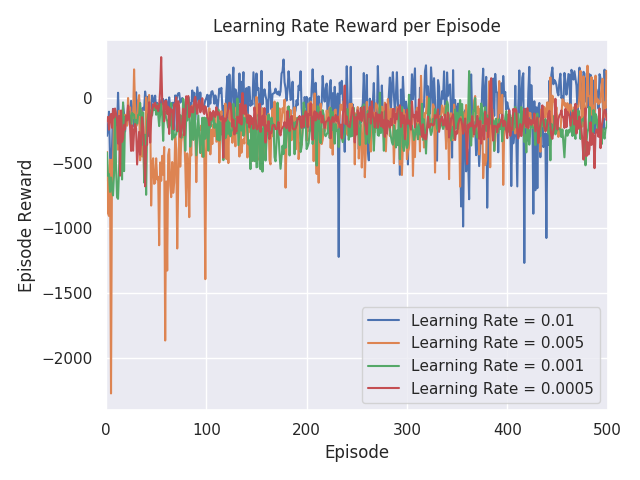 Learning Rate Reward per Episode
Episode Reward
0
−500
−1000
−1500
−2000
0 100 200 300 400 500
Episode
Learning Rate = 0.01
Learning Rate = 0.005
Learning Rate = 0.001
Learning Rate = 0.0005